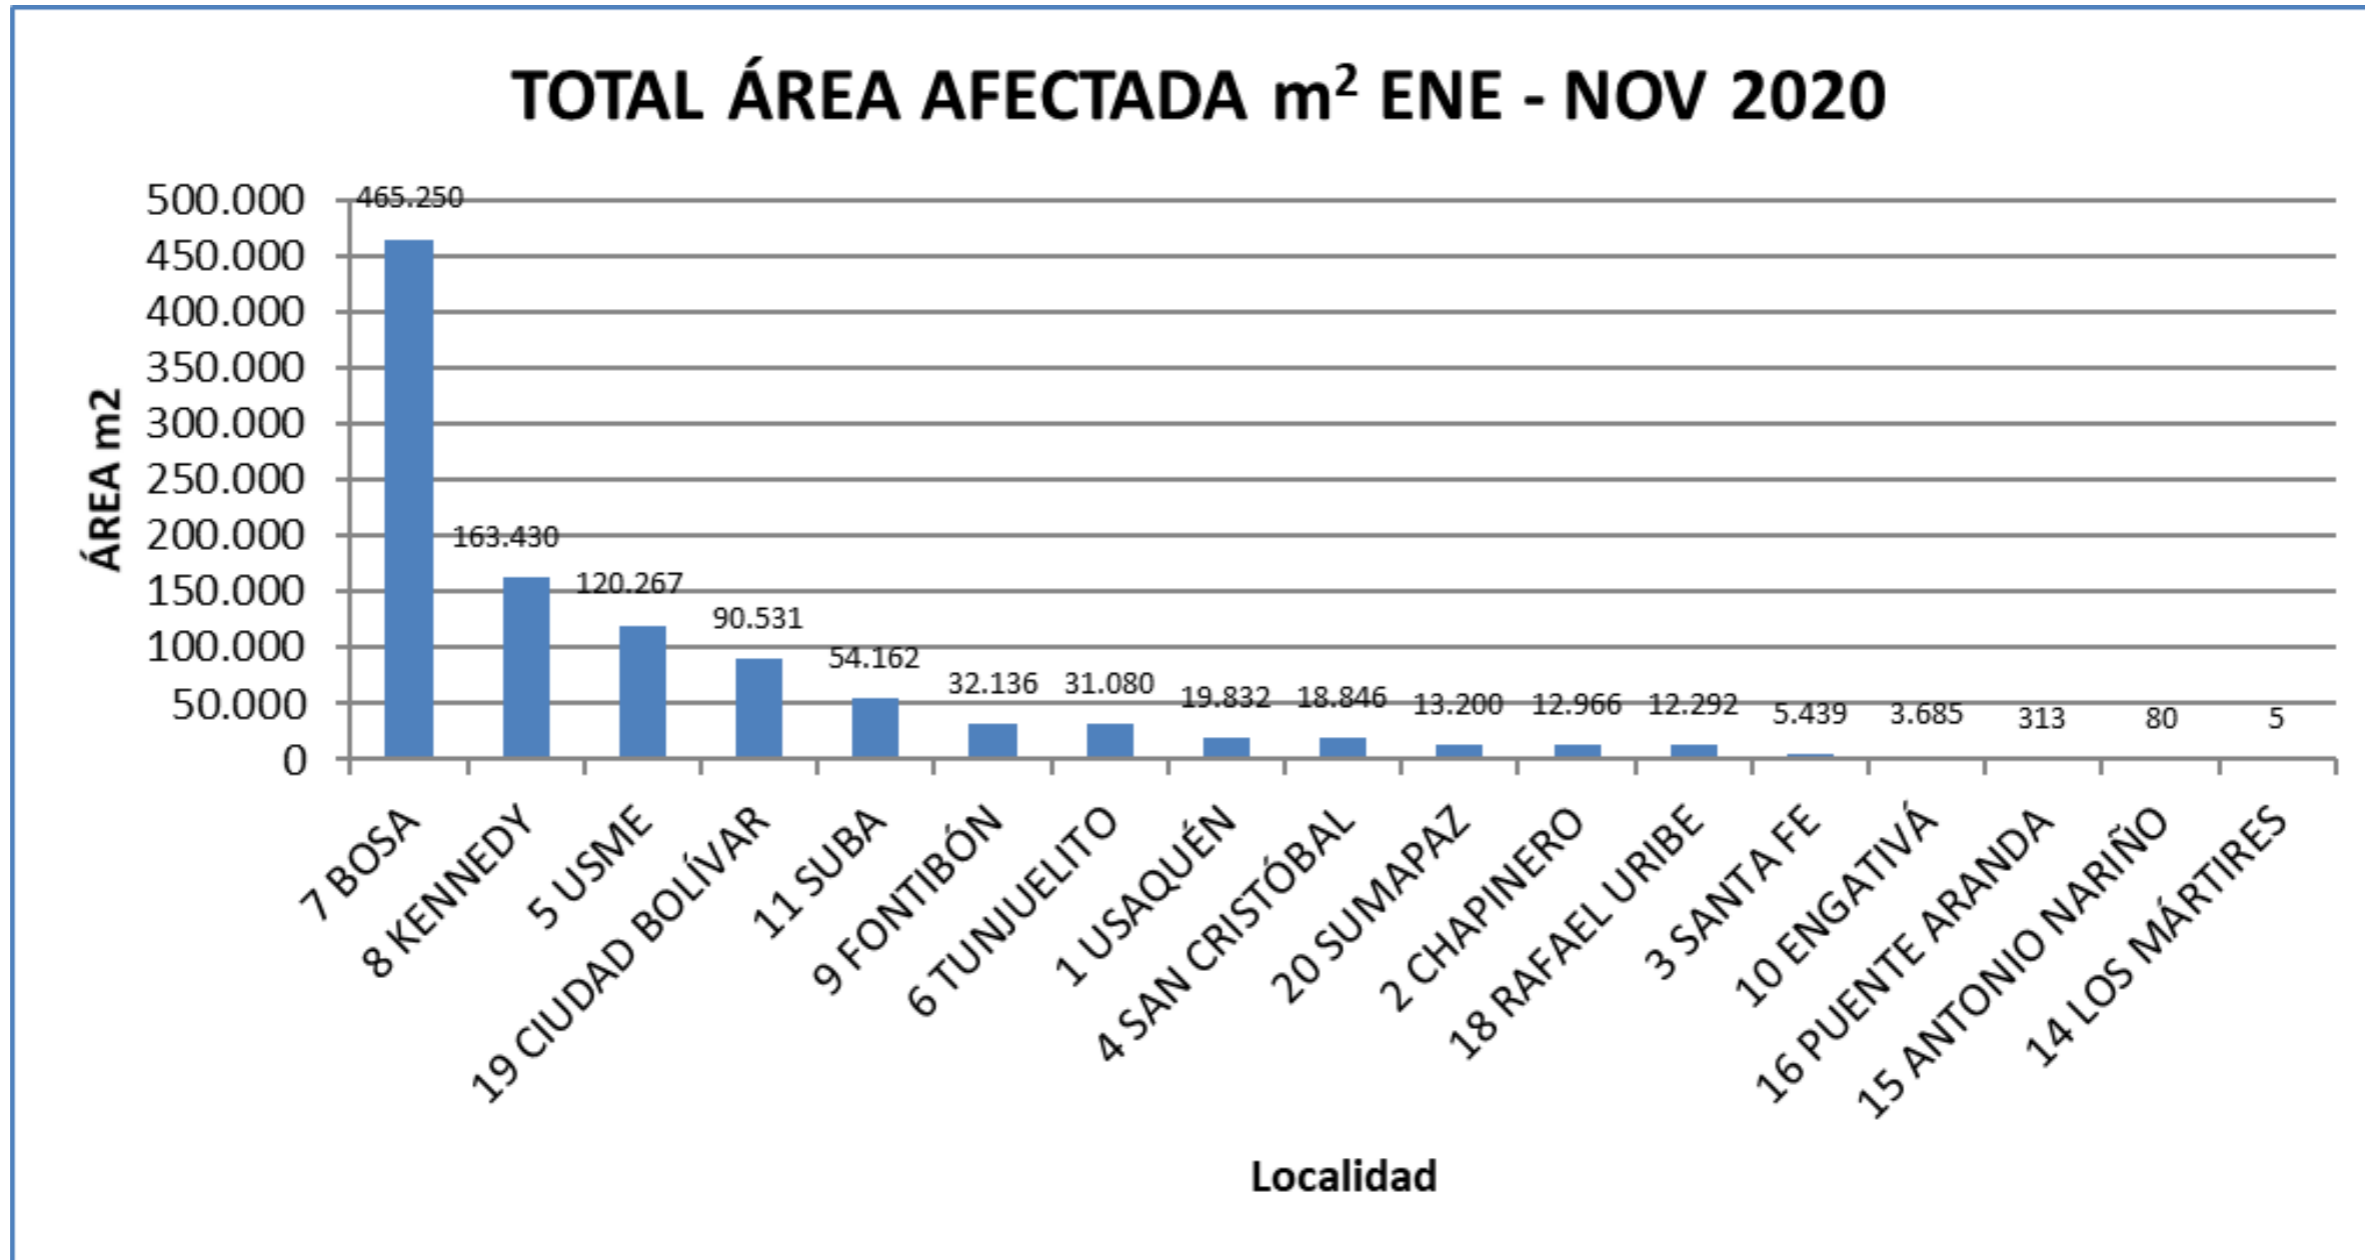 TOTAL ÁREA AFECTADA m² ENE - NOV 2020
ÁREA m2
500.000
450.000
400.000
350.000
300.000
250.000
200.000
150.000
100.000
50.000
0
465.250
163.430
120.267
90.531
54.162
32.136
31.080
19.832
18.846
13.200
12.966
12.292
5.439
3.685
313
80
5
7 BOSA
8 KENNEDY
5 USME
19 CIUDAD BOLÍVAR
11 SUBA
9 FONTIBÓN
6 TUNJUELITO
1 USAQUÉN
4 SAN CRISTÓBAL
20 SUMAPAZ
2 CHAPINERO
18 RAFAEL URIBE
3 SANTA FE
10 ENGATIVÁ
16 PUENTE ARANDA
15 ANTONIO NARIÑO
14 LOS MÁRTIRES
Localidad